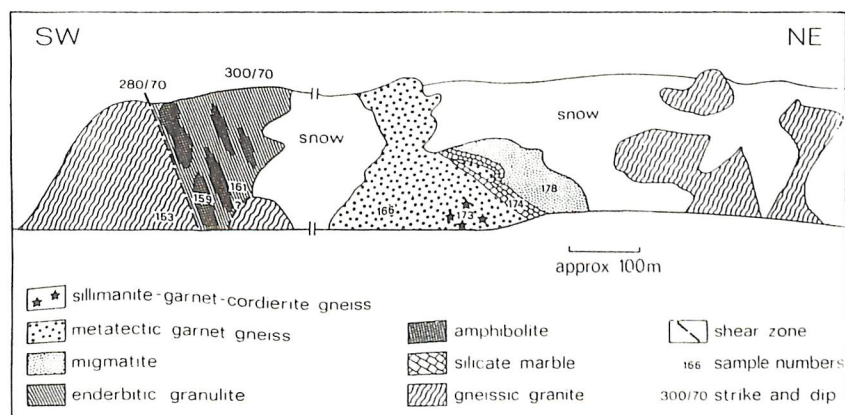 SW
NE
280/70
300/70
snow
snow
161
159
163
166
173
174
178
approx 100m
sillimanite-garnet-cordierite gneiss
metatectic garnet gneiss
migmatite
enderbitic granulite
amphibolite
silicate marble
gneissic granite
shear zone
166 sample numbers
300/70 strike and dip